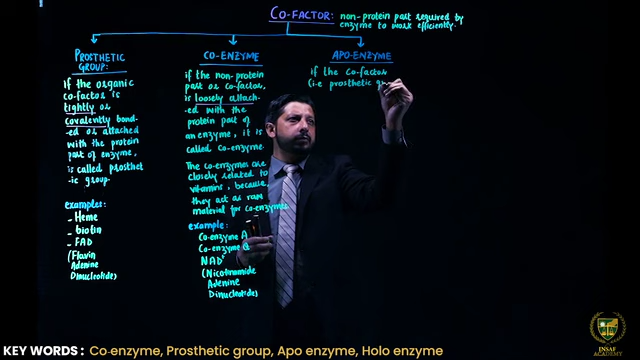 CO-FACTOR: non-protein part required by
enzyme to work efficiently.
PROSTHETIC
GROUP:
if the organic
co-factor is
tightly or
covalently bond-
ed or attached
with the protein
part of enzyme,
is called prosthet
-ic group-
examples:
- Heme
- biotin
- FAD
(Flavin
Adenine
Dinucleotide)
CO-ENZYME
if the non-protein
part or co-factor,
is loosely attach-
-ed with the
protein part of
an enzyme, it is
called Co-enzyme.
The co-enzymes are
closely related to
vitamins, because
they act as raw
material for co-enzymes
example:
Co-enzyme A
Co-enzyme Q
NAD+
(Nicotinamide
Adenine
Dinucleotide)
APO-ENZYME
if the co-factor
(i.e prosthetic gr
KEY WORDS : Co-enzyme, Prosthetic group, Apo enzyme, Holo enzyme
INSAF
ACADEMY